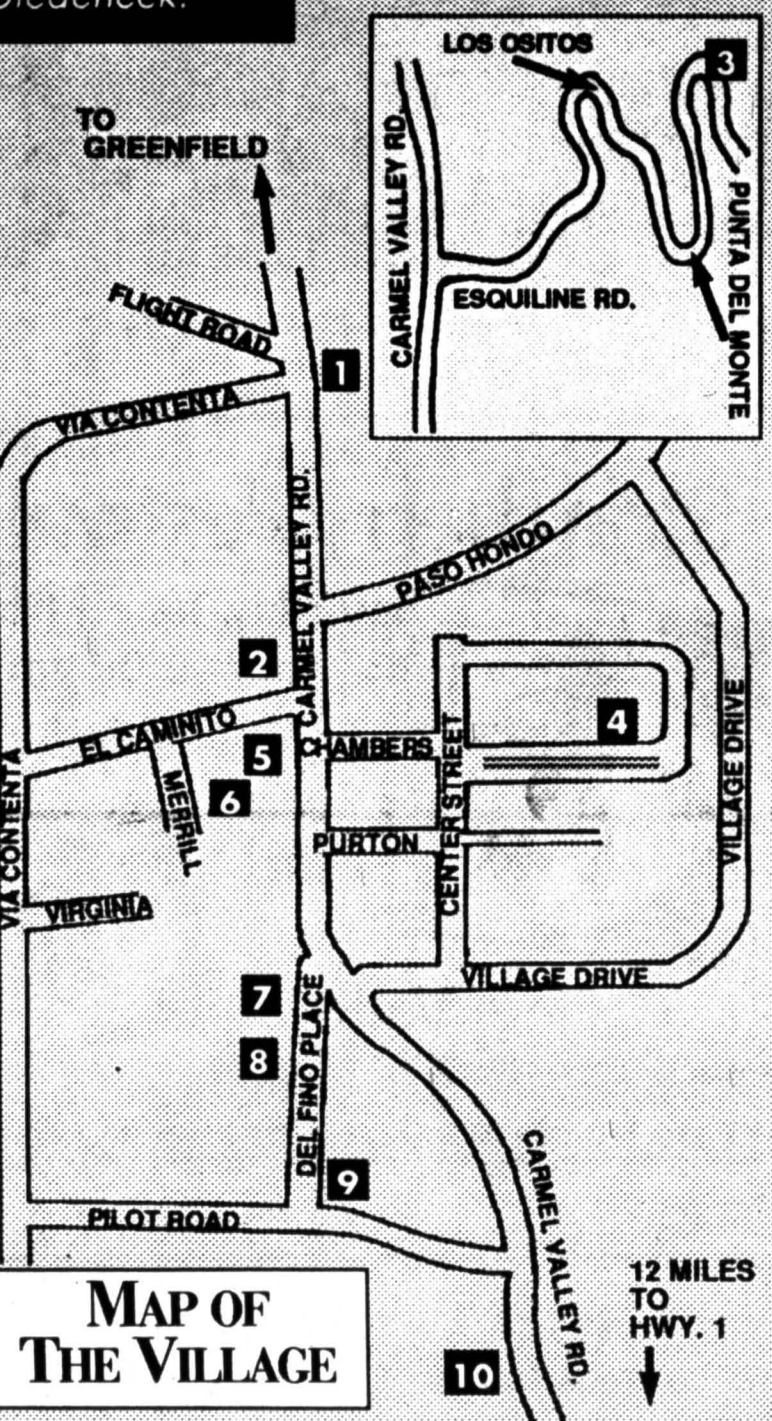 LOS OSITOS
3
TO
GREENFIELD
CARMEL VALLEY RD.
PUNTA DEL MONTE
ESQUILINE RD.
FLIGHT ROAD
1
VIA CONTENTA
CARMEL VALLEY RD.
PASO HONDO
2
EL CAMINITO
4
5
CHAMBERS
CENTER STREET
VILLAGE DRIVE
MERRILL
6
VIA CONTENTA
PURTON
VIRGINIA
VILLAGE DRIVE
7
DEL FINO PLACE
8
9
CARMEL VALLEY RD.
PILOT ROAD
12 MILES
TO
HWY. 1
MAP OF
THE VILLAGE
10